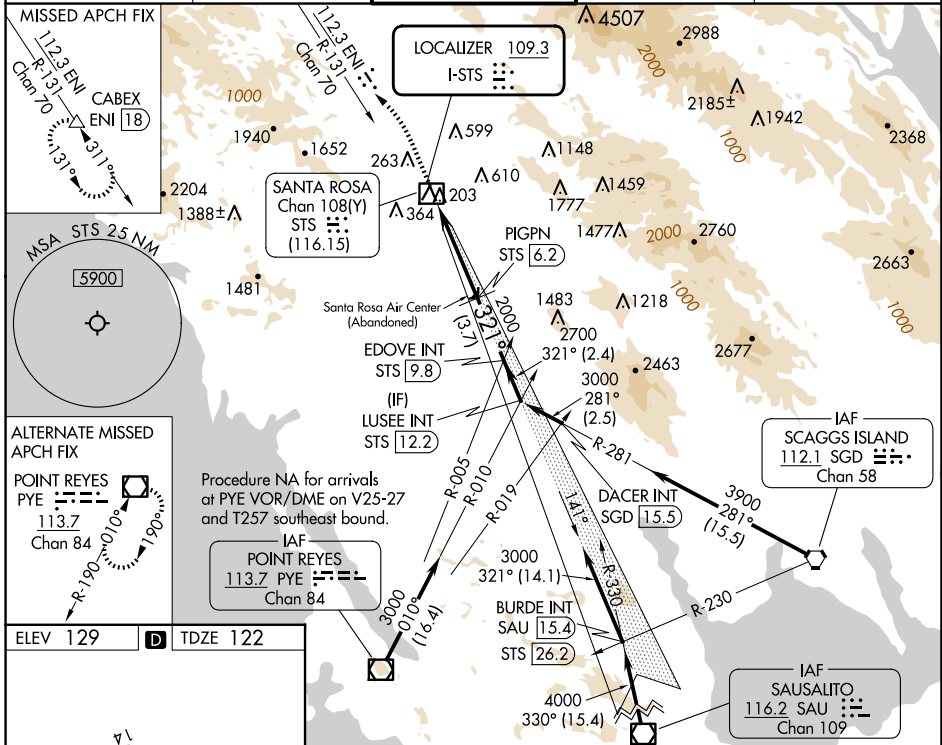 MISSED APCH FIX
112.3 ENI
R-131
Chan 70
CABEX
ENI 18
131°
311°
112.3 ENI
R-131
Chan 70
LOCALIZER 109.3
I-STS
4507
2988
2000
2185±
1942
1000
2368
1000
1940
1652
263
599
1148
610
1459
1777
2204
1388±
SANTA ROSA
Chan 108(Y)
STS
(116.15)
203
364
1477
2000
2760
2663
1000
1000
MSA STS 25 NM
5900
1481
PIGPN
STS 6.2
Santa Rosa Air Center
(Abandoned)
2000
321°
(3.7)
1483
1218
2700
321° (2.4)
2463
2677
EDOVE INT
STS 9.8
(IF)
LUSEE INT
STS 12.2
3000
281°
(2.5)
R-281
IAF
SCAGGS ISLAND
112.1 SGD
Chan 58
ALTERNATE MISSED
APCH FIX
POINT REYES
PYE
113.7
Chan 84
010°
190°
R-190
Procedure NA for arrivals
at PYE VOR/DME on V25-27
and T257 southeast bound.
R-005
R-010
R-019
DACER INT
SGD 15.5
3900
281°
(15.5)
141°
R-330
IAF
POINT REYES
113.7 PYE
Chan 84
3000
010°
(16.4)
3000
321° (14.1)
BURDE INT
SAU 15.4
STS 26.2
R-230
4000
330° (15.4)
IAF
SAUSALITO
116.2 SAU
Chan 109
ELEV 129 D TDZE 122
14